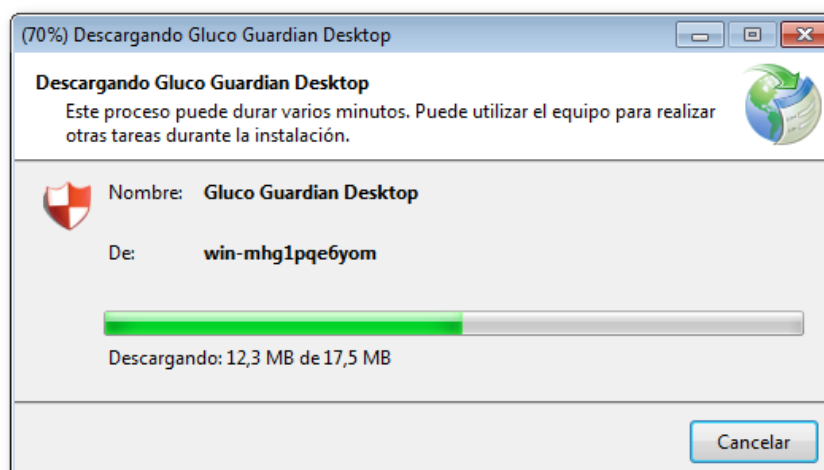 (70%) Descargando Gluco Guardian Desktop
Descargando Gluco Guardian Desktop
Este proceso puede durar varios minutos. Puede utilizar el equipo para realizar
otras tareas durante la instalación.
Nombre: Gluco Guardian Desktop
De: win-mhg1pqe6yom
Descargando: 12,3 MB de 17,5 MB
Cancelar